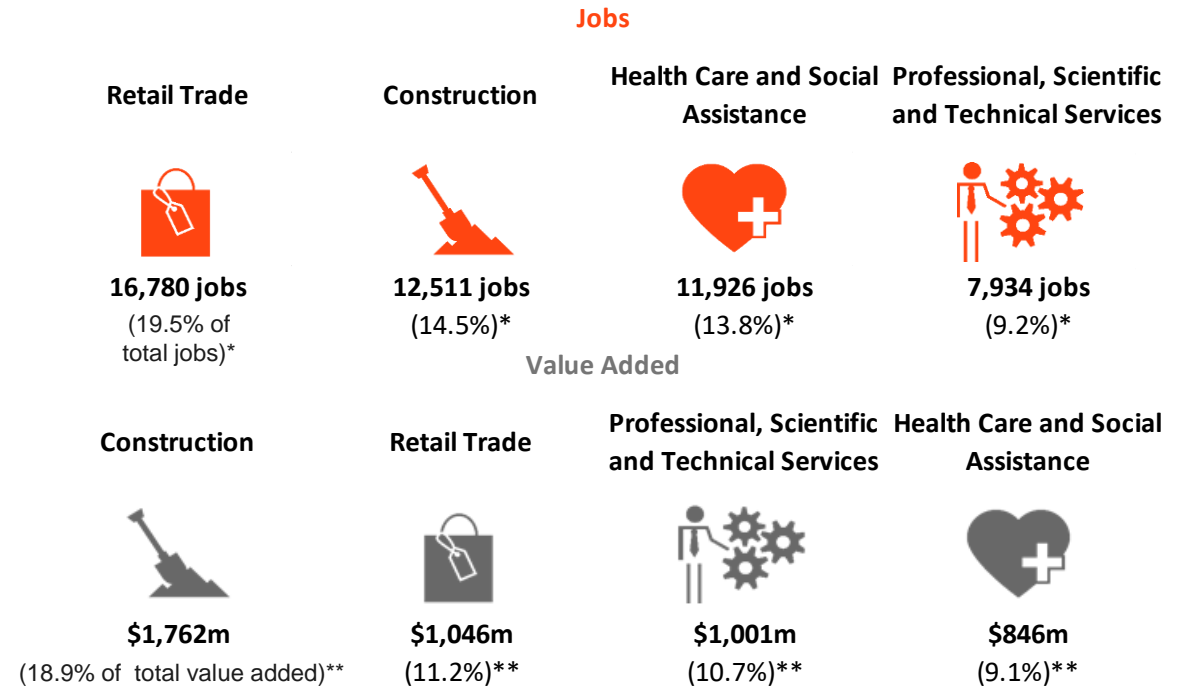 Jobs
Retail Trade
Construction
Health Care and Social
Assistance
Professional, Scientific
and Technical Services
16,780 jobs
(19.5% of
total jobs)*
12,511 jobs
(14.5%)*
11,926 jobs
(13.8%)*
7,934 jobs
(9.2%)*
Value Added
Construction
Retail Trade
Professional, Scientific
and Technical Services
Health Care and Social
Assistance
$1,762m
(18.9% of total value added)**
$1,046m
(11.2%)**
$1,001m
(10.7%)**
$846m
(9.1%)**